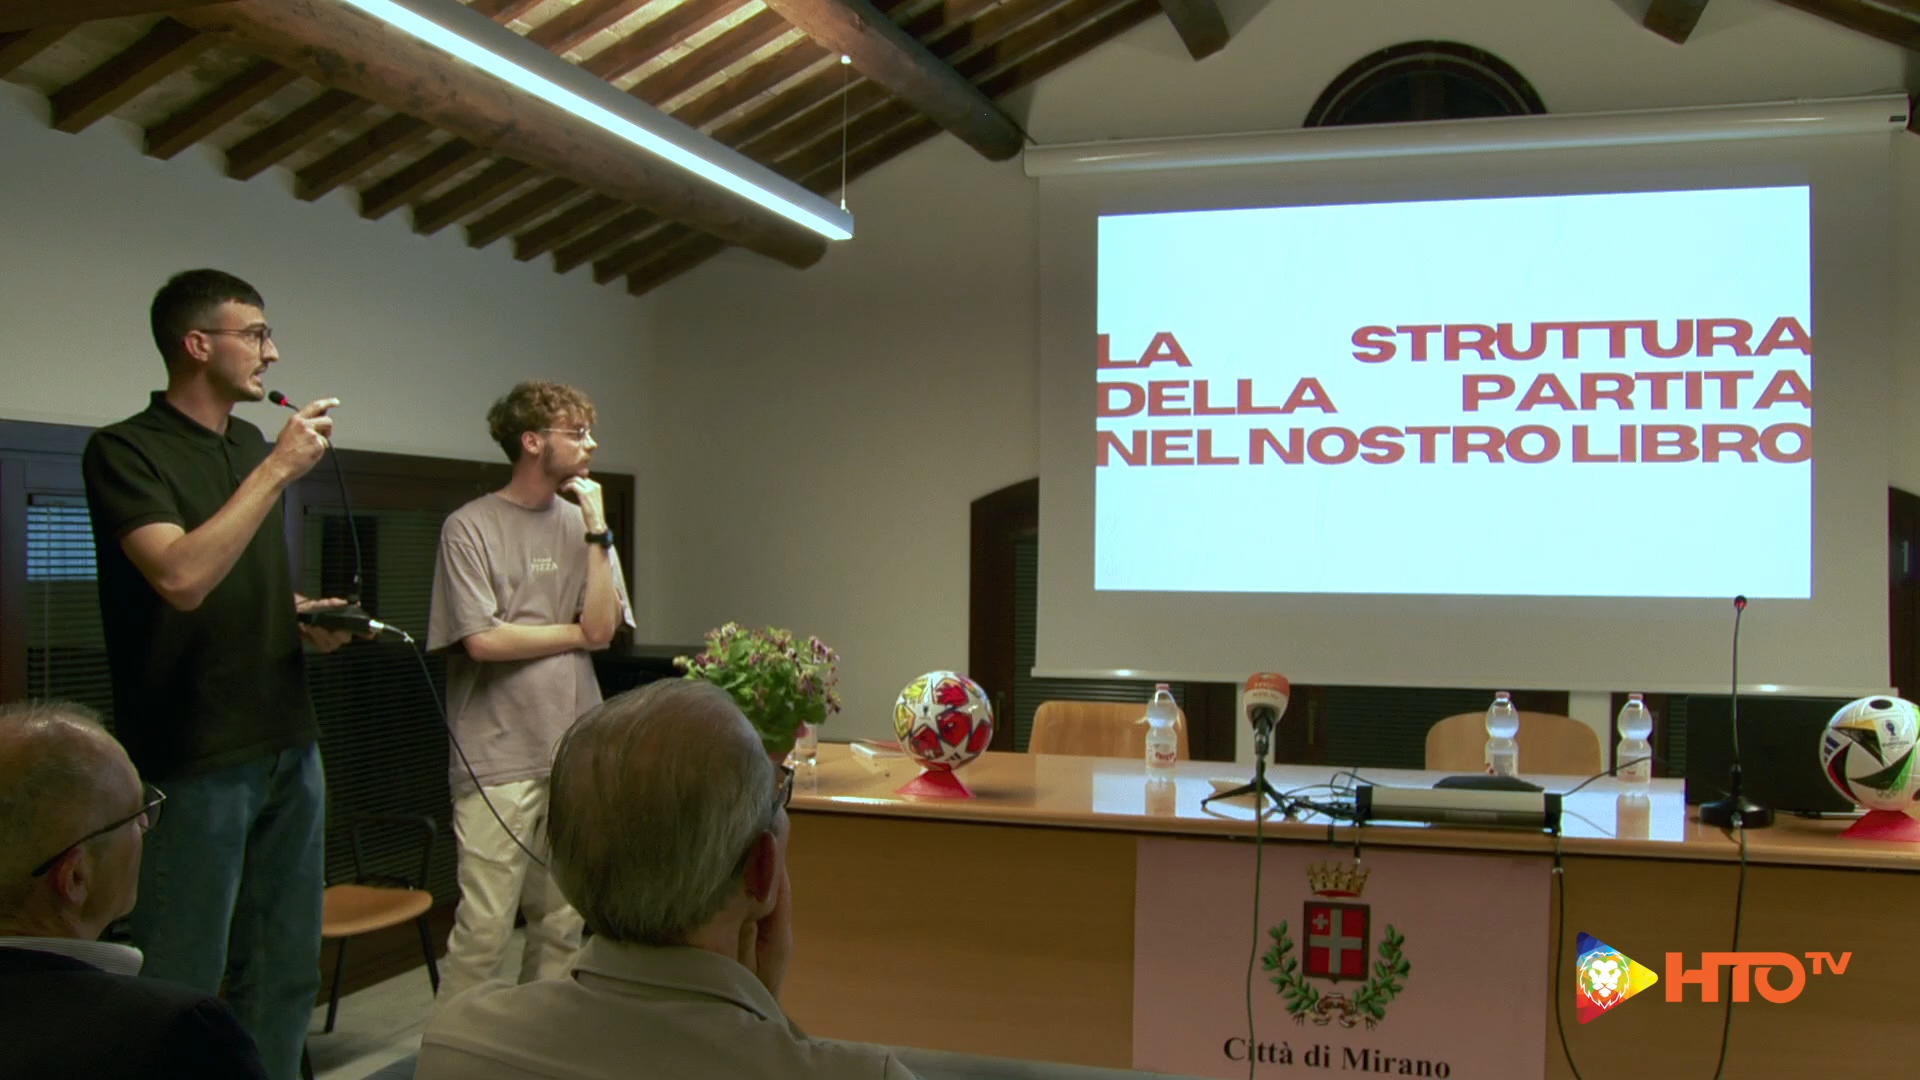 LA STRUTTURA
DELLA PARTITA
NEL NOSTRO LIBRO
PIZZA
Città di Mirano
HTO TV